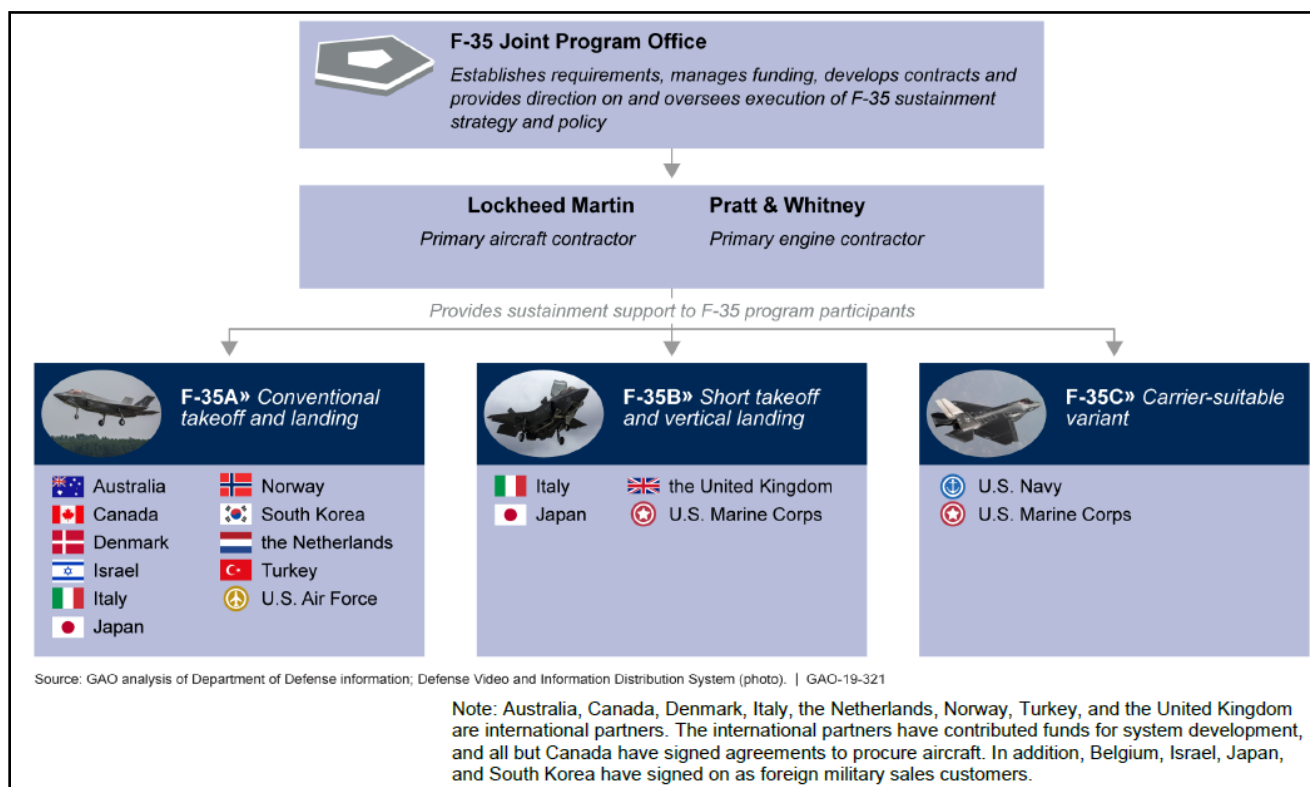 F-35 Joint Program Office
Establishes requirements, manages funding, develops contracts and
provides direction on and oversees execution of F-35 sustainment
strategy and policy
Lockheed Martin
Primary aircraft contractor
Pratt & Whitney
Primary engine contractor
Provides sustainment support to F-35 program participants
F-35A» Conventional
takeoff and landing
Australia
Canada
Denmark
Israel
Italy
Japan
Norway
South Korea
the Netherlands
Turkey
U.S. Air Force
F-35B» Short takeoff
and vertical landing
Italy
Japan
the United Kingdom
U.S. Marine Corps
F-35C» Carrier-suitable
variant
U.S. Navy
U.S. Marine Corps
Source: GAO analysis of Department of Defense information; Defense Video and Information Distribution System (photo). | GAO-19-321
Note: Australia, Canada, Denmark, Italy, the Netherlands, Norway, Turkey, and the United Kingdom
are international partners. The international partners have contributed funds for system development,
and all but Canada have signed agreements to procure aircraft. In addition, Belgium, Israel, Japan,
and South Korea have signed on as foreign military sales customers.